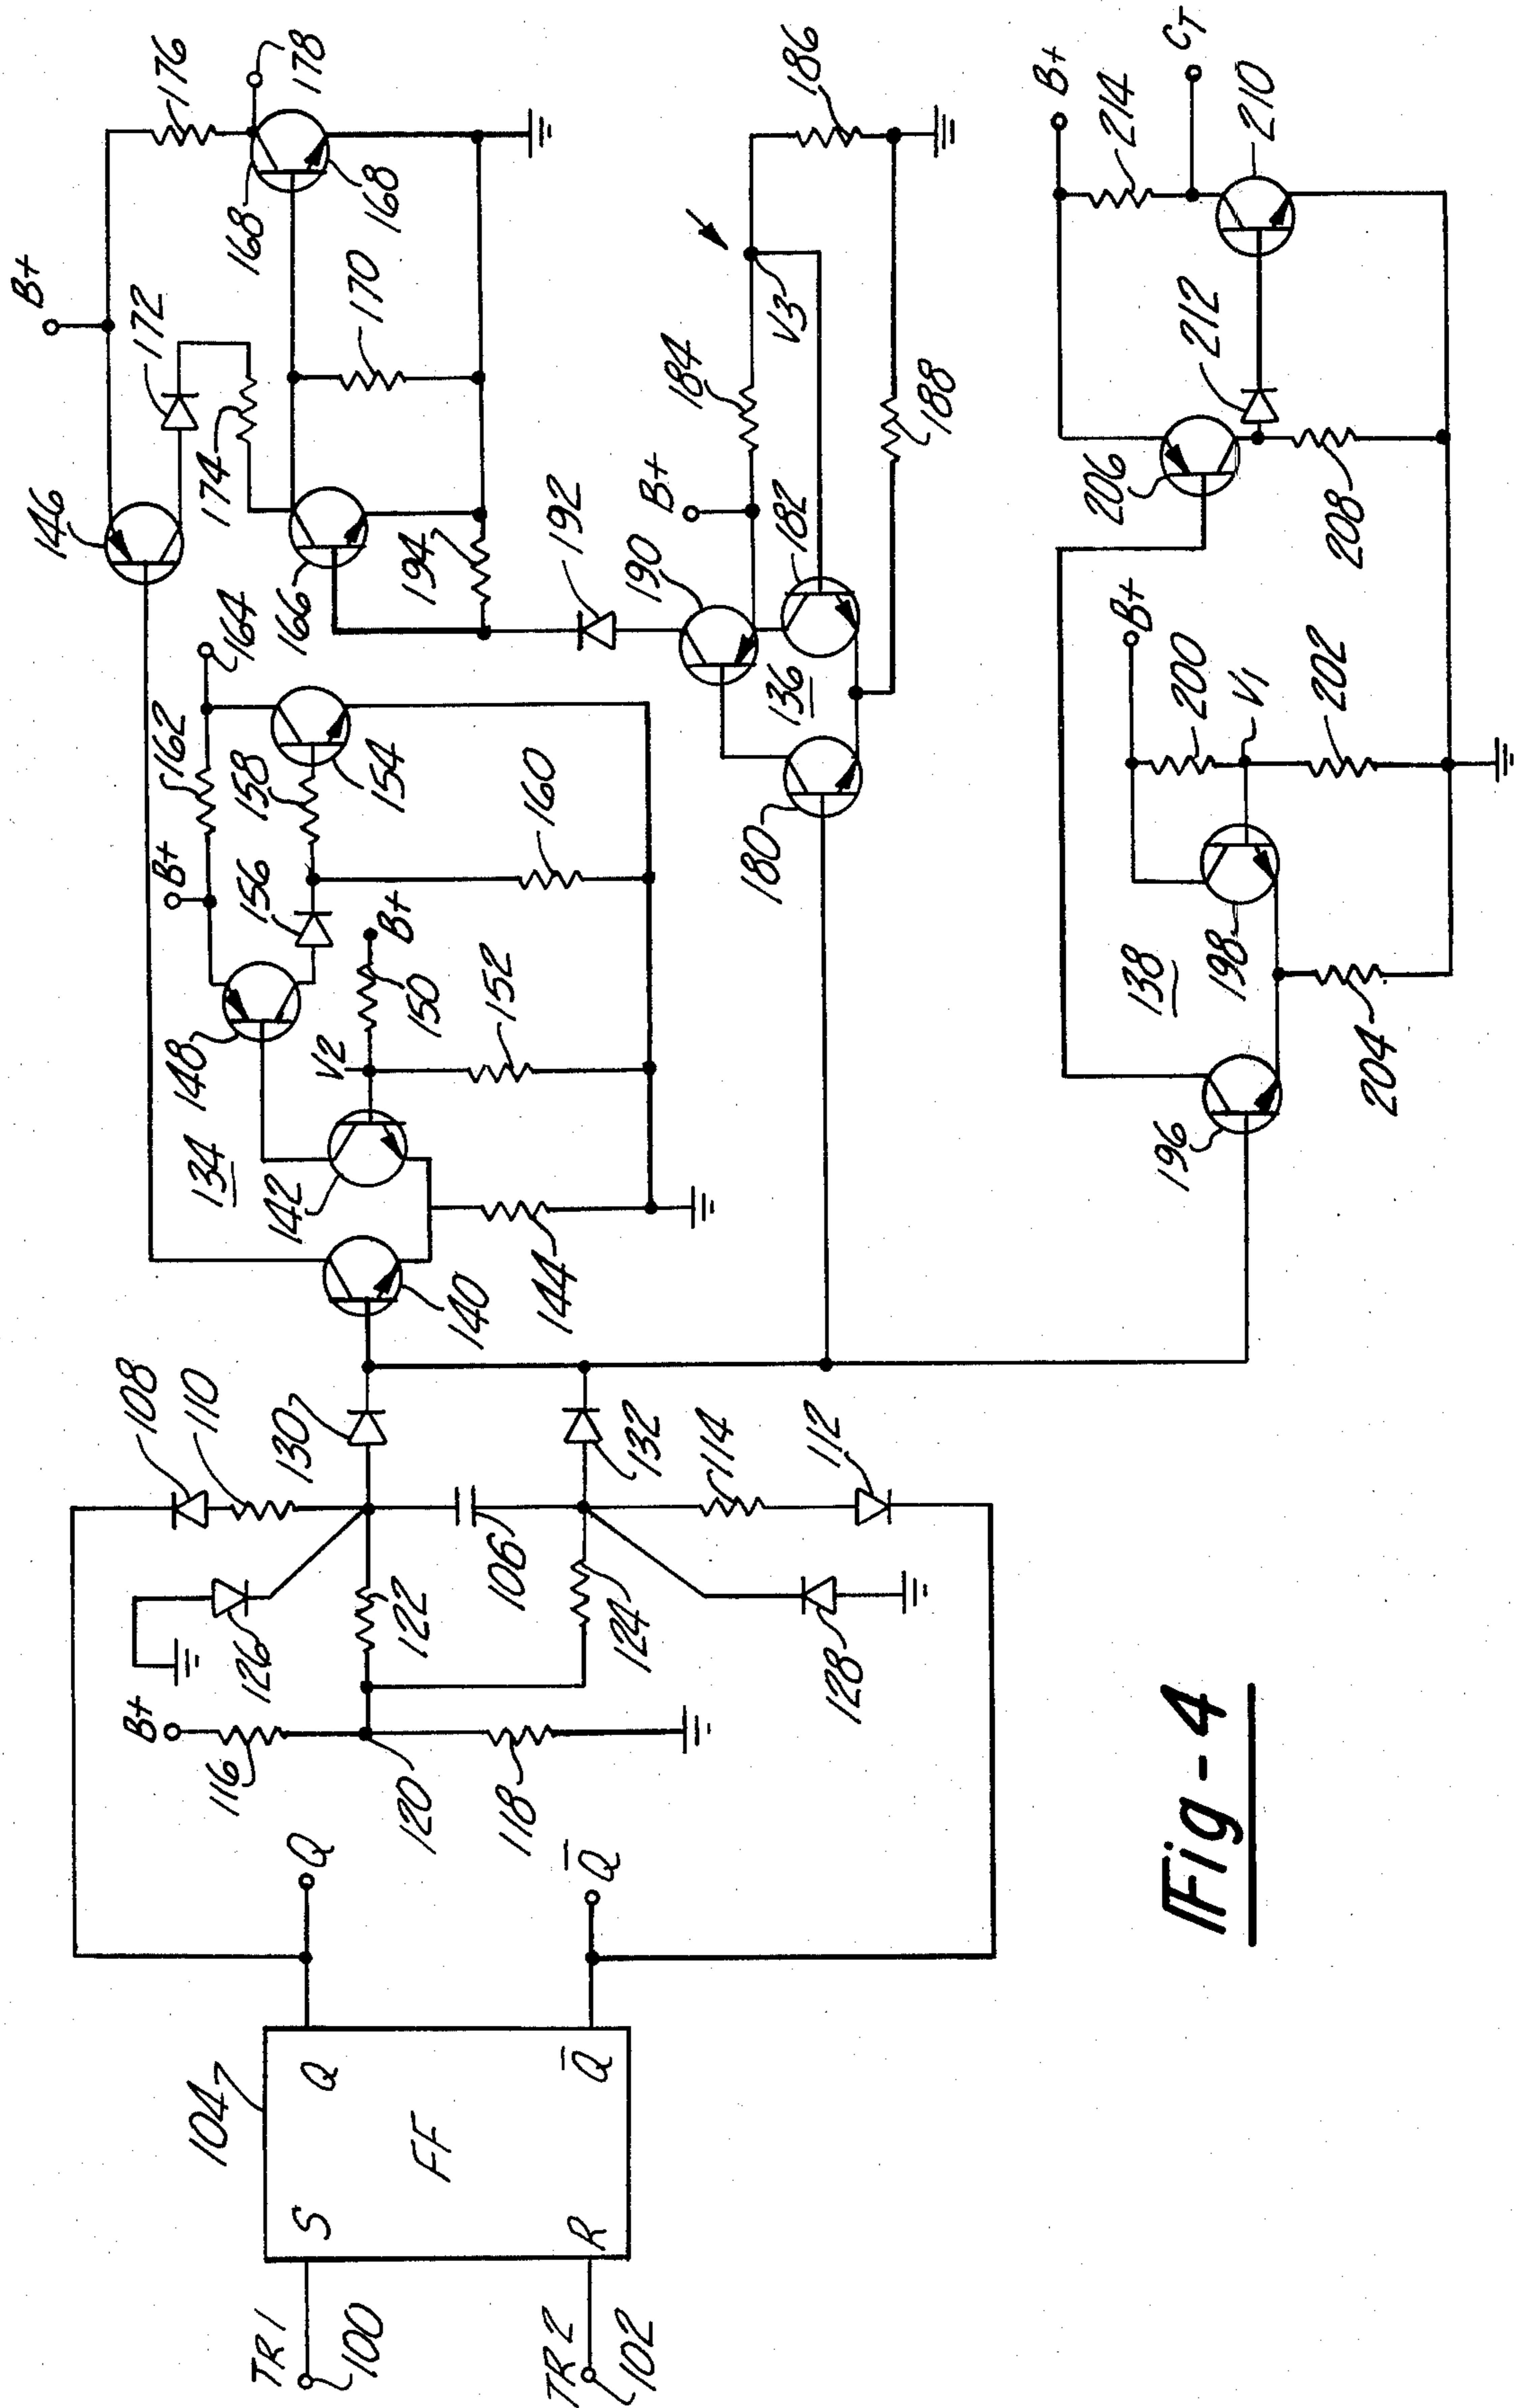 TR1
100
TR2
102
104
S
Q
FF
R
Q̅
Q
Q̅
B+
116
120
118
126
122
106
124
128
108
110
130
132
114
112
140
144
134
142
148
V2
150
B+
152
156
B+
162
158
154
160
164
146
166
174
172
B+
194
170
168
168
176
178
180
136
190
192
182
B+
184
V3
186
188
196
138
198
204
B+
200
V1
202
206
208
212
B+
214
210
CT
Fig-4